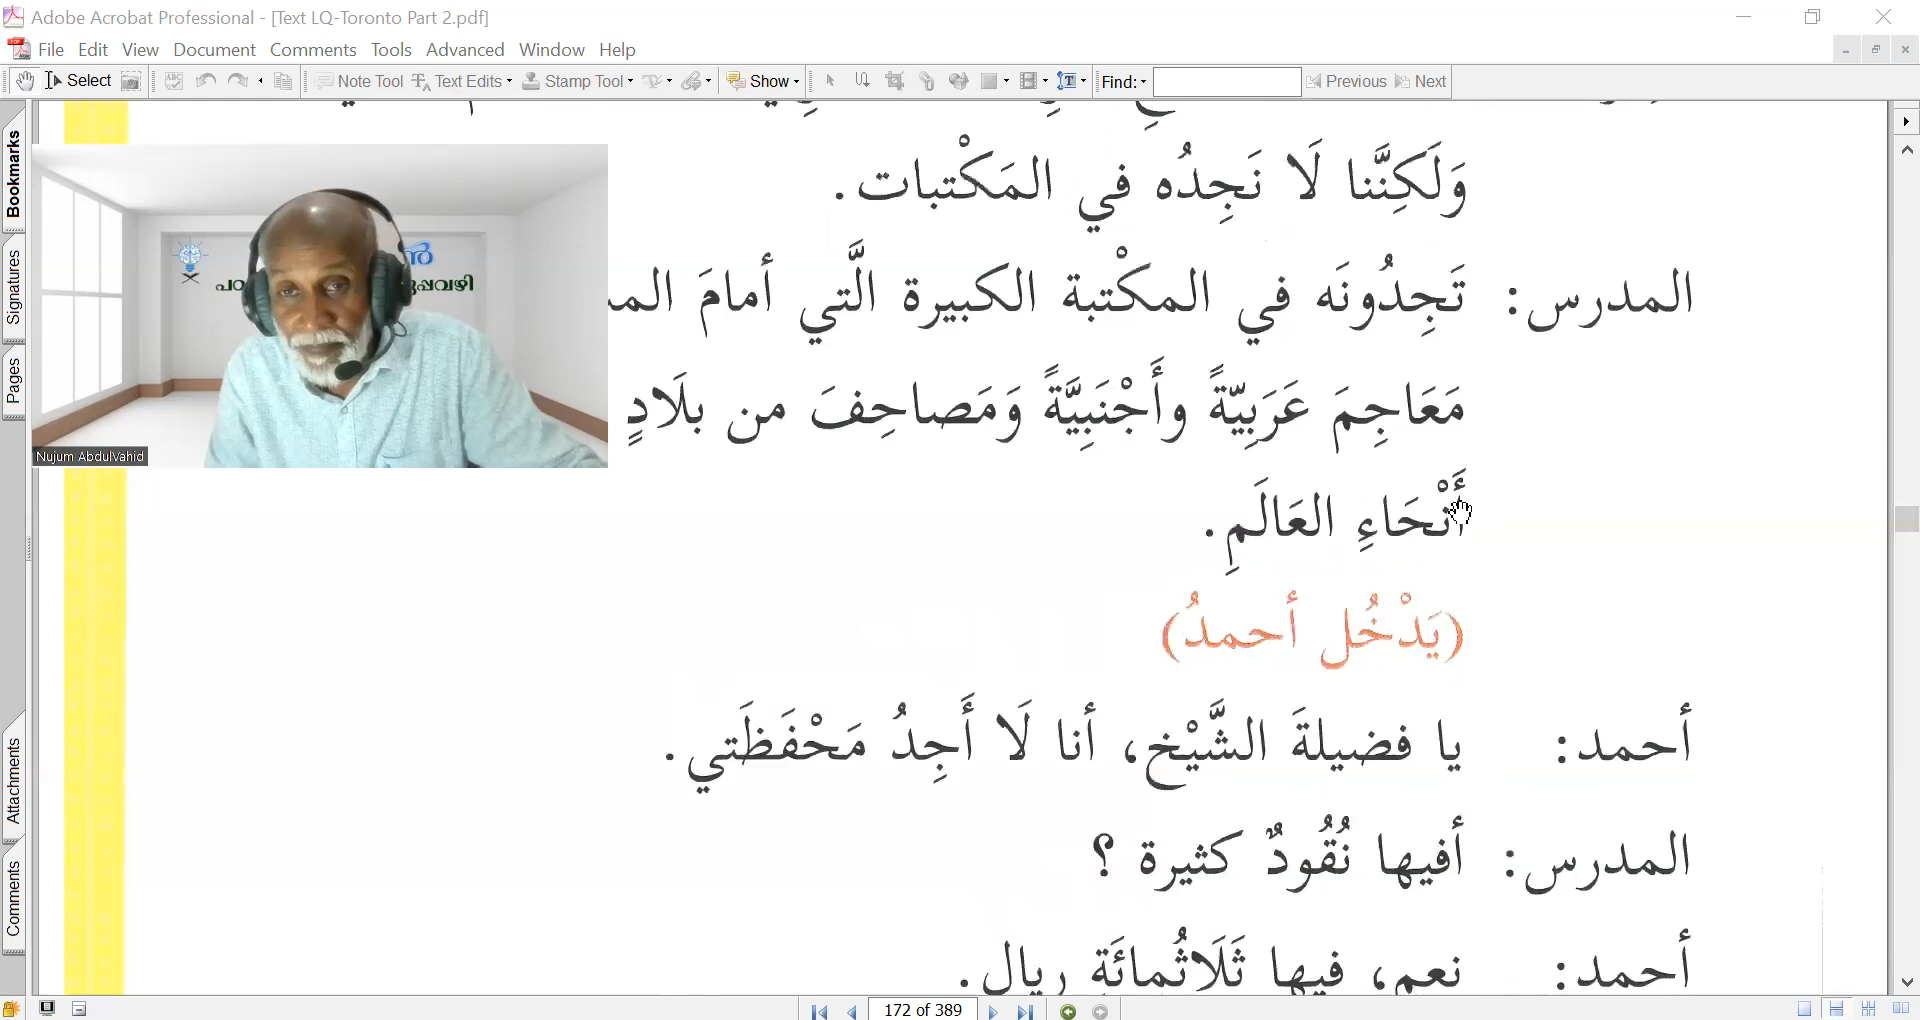 Adobe Acrobat Professional - [Text LQ-Toronto Part 2.pdf]
File Edit View Document Comments Tools Advanced Window Help
Select Note Tool Text Edits Stamp Tool Show Find: Previous Next
Bookmarks
Signatures
Pages
Attachments
Comments
وَلَكِنَّنا لَا نَجِدُه في المَكْتبات.
المدرس: تَجِدُونَه في المكْتبة الكبيرة الَّتي أمامَ
مَعَاجِمَ عَرَبِيّةً وأَجْنَبِيَّةً وَمَصاحِفَ من بلَادٍ
Nujum AbdulVahid
أَنْحَاءِ العَالَمِ.
(يَدْخُل أحمدُ)
أحمد: يا فضيلةَ الشَّيْخ، أنا لَا أَجِدُ مَحْفَظَتي.
المدرس: أفيها نُقُودٌ كثيرة ؟
أحمد: نعم، فيها ثَلَاثُمائَةِ ريال.
172 of 389